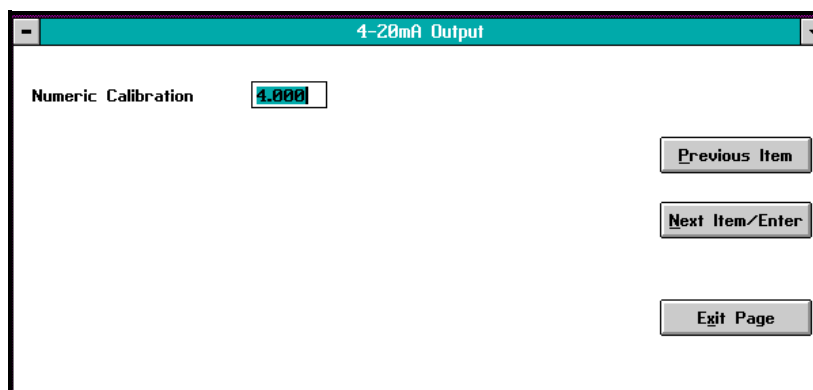 4-20mA Output
Numeric Calibration 4.000
Previous Item
Next Item/Enter
Exit Page